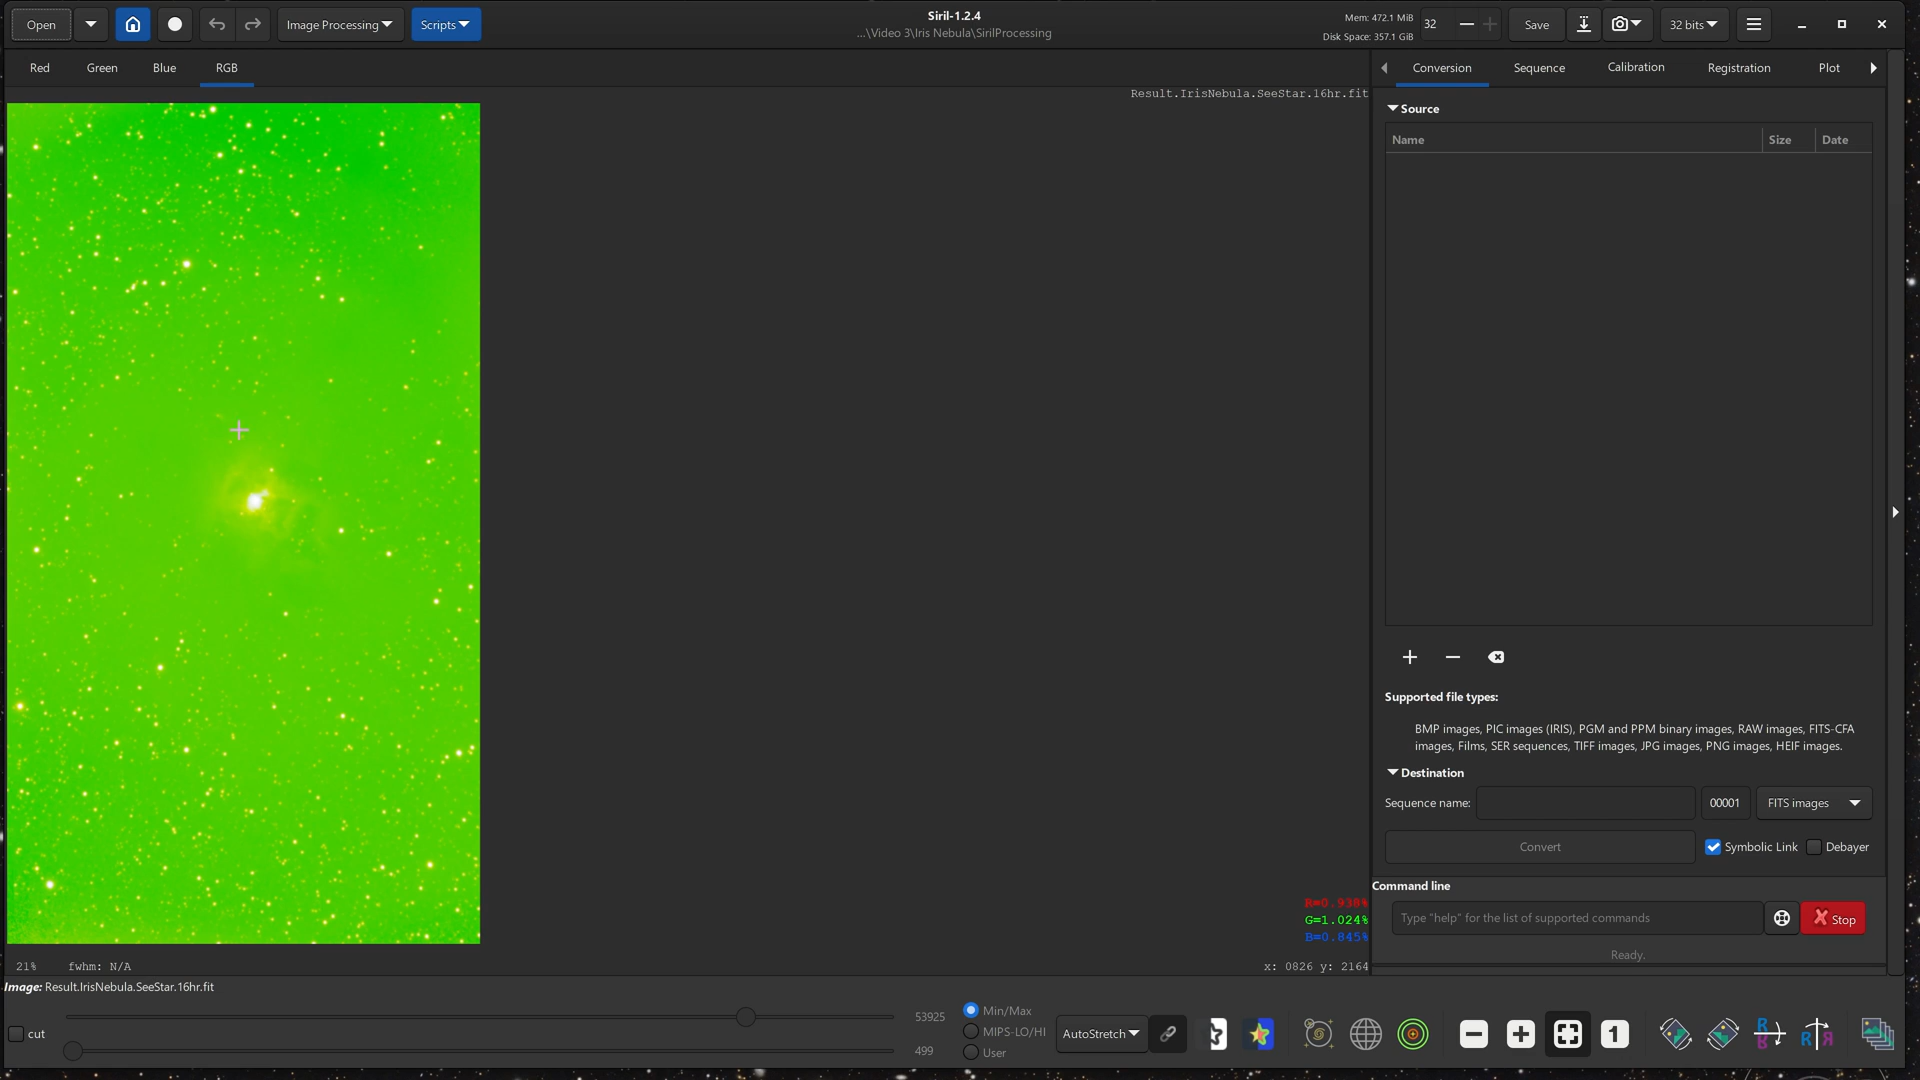 Open
Image Processing
Scripts
Siril-1.2.4
...\Video 3\Iris Nebula\SirilProcessing
Mem: 472.1 MiB
Disk Space: 357.1 GiB
32
Save
32 bits
Red
Green
Blue
RGB
Result.IrisNebula.SeeStar.16hr.fit
Conversion
Sequence
Calibration
Registration
Plot
Source
Name
Size
Date
Supported file types:
BMP images, PIC images (IRIS), PGM and PPM binary images, RAW images, FITS-CFA
images, Films, SER sequences, TIFF images, JPG images, PNG images, HEIF images.
Destination
Sequence name:
00001
FITS images
Convert
Symbolic Link
Debayer
Command line
Type "help" for the list of supported commands
Stop
Ready.
R=0.938%
G=1.024%
B=0.845%
21%
fwhm: N/A
x: 0826 y: 2164
Image: Result.IrisNebula.SeeStar.16hr.fit
cut
53925
499
Min/Max
MIPS-LO/HI
User
AutoStretch
1
R
R
R
R